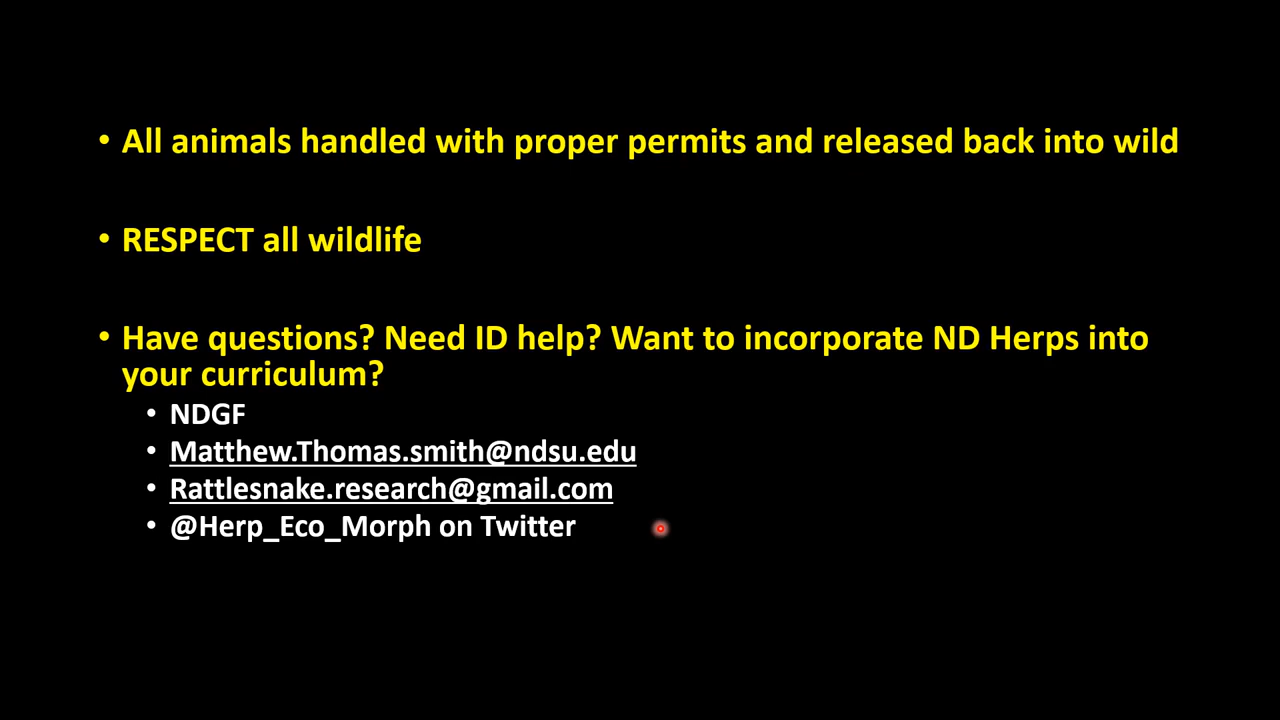 • All animals handled with proper permits and released back into wild
• RESPECT all wildlife
• Have questions? Need ID help? Want to incorporate ND Herps into
your curriculum?
• NDGF
• Matthew.Thomas.smith@ndsu.edu
• Rattlesnake.research@gmail.com
• @Herp_Eco_Morph on Twitter